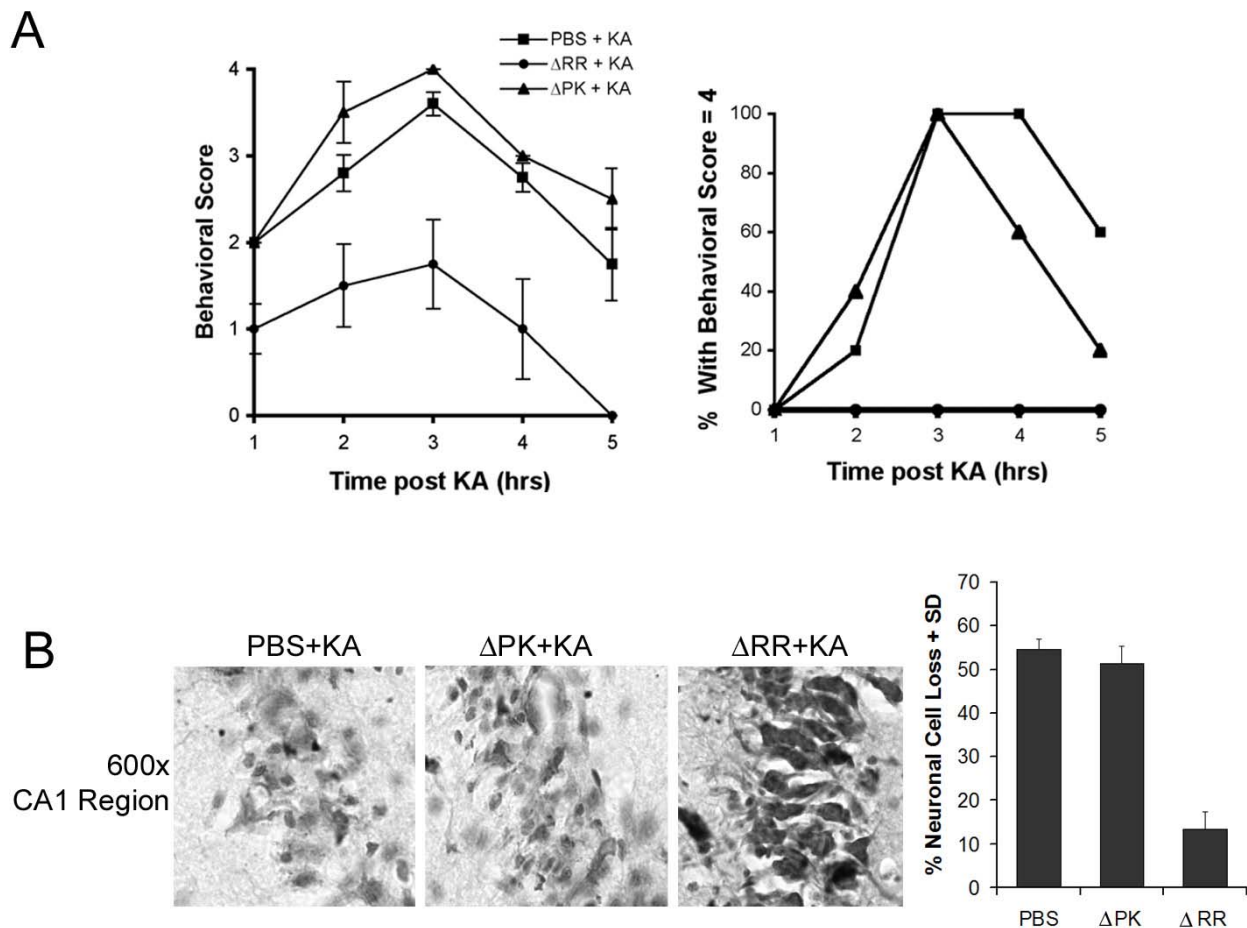 A
PBS + KA
ΔRR + KA
ΔPK + KA
4
3
2
1
0
Behavioral Score
1 2 3 4 5
Time post KA (hrs)
100
80
60
40
20
0
% With Behavioral Score = 4
1 2 3 4 5
Time post KA (hrs)
B
PBS+KA ΔPK+KA ΔRR+KA
600x
CA1 Region
70
60
50
40
30
20
10
0
% Neuronal Cell Loss + SD
PBS ΔPK ΔRR